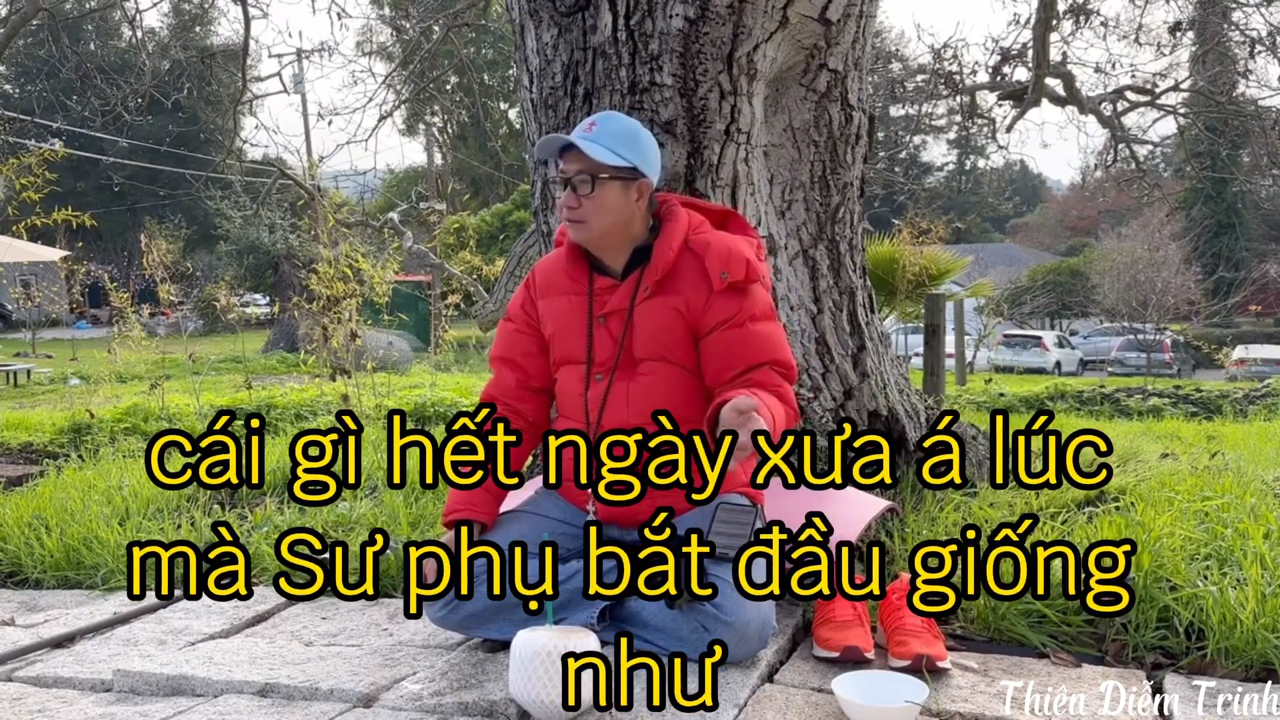 cái gì hết ngày xưa á lúc
mà Sư phụ bắt đầu giống
như
Thiên Diễm Trinh